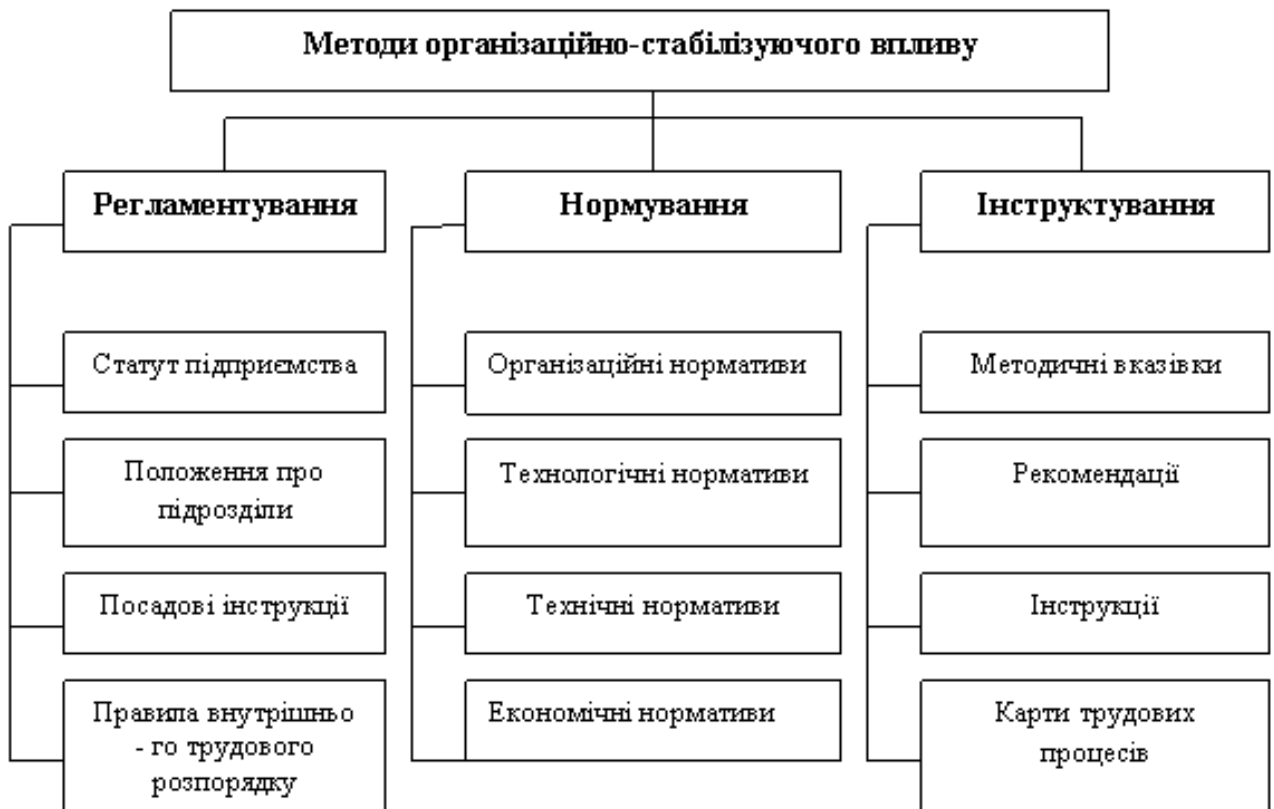 Методи організаційно-стабілізуючого впливу
Регламентування
Статут підприємства
Положення про
підрозділи
Посадові інструкції
Правила внутрішньо
- го трудового
розпорядку
Нормування
Організаційні нормативи
Технологічні нормативи
Технічні нормативи
Економічні нормативи
Інструктування
Методичні вказівки
Рекомендації
Інструкції
Карти трудових
процесів